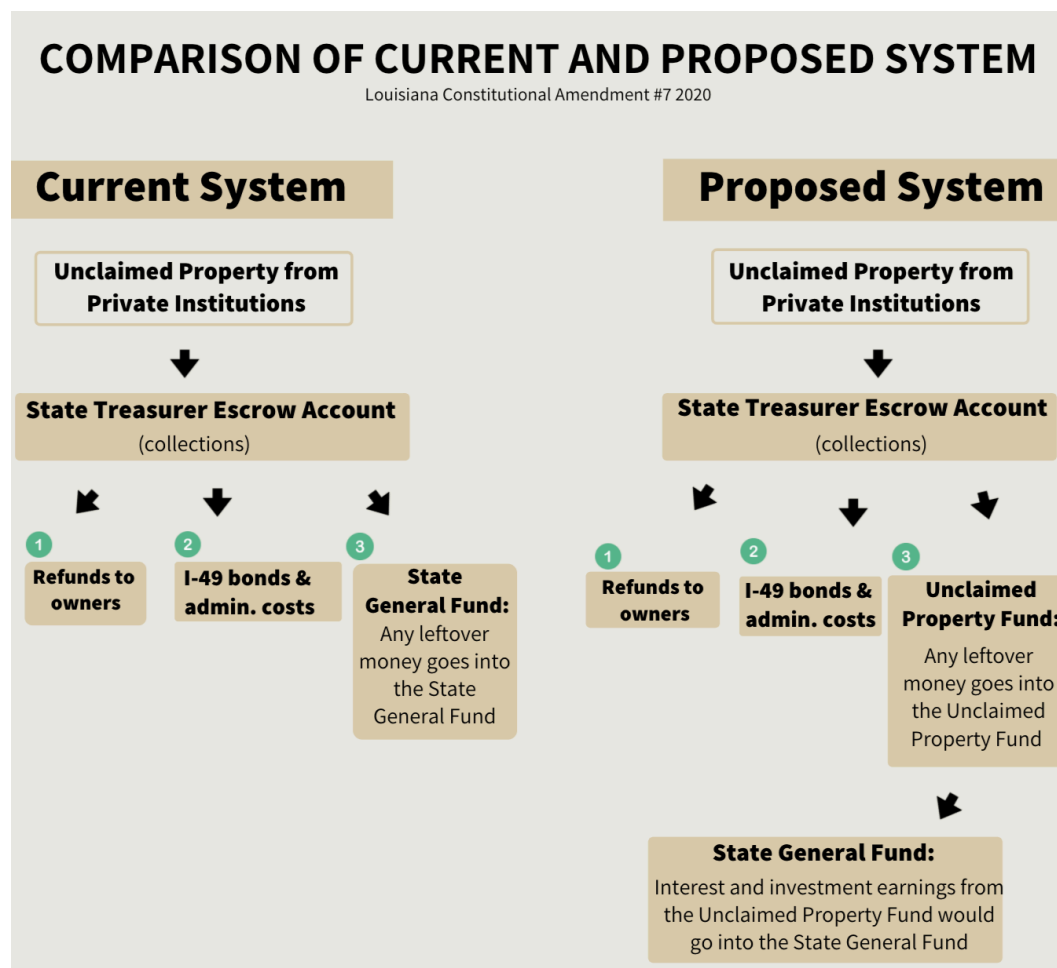 COMPARISON OF CURRENT AND PROPOSED SYSTEM
Louisiana Constitutional Amendment #7 2020
Current System
Unclaimed Property from
Private Institutions
State Treasurer Escrow Account
(collections)
1
Refunds to
owners
2
I-49 bonds &
admin. costs
3
State
General Fund:
Any leftover
money goes into
the State
General Fund
Proposed System
Unclaimed Property from
Private Institutions
State Treasurer Escrow Account
(collections)
1
Refunds to
owners
2
I-49 bonds &
admin. costs
3
Unclaimed
Property Fund:
Any leftover
money goes into
the Unclaimed
Property Fund
State General Fund:
Interest and investment earnings from
the Unclaimed Property Fund would
go into the State General Fund